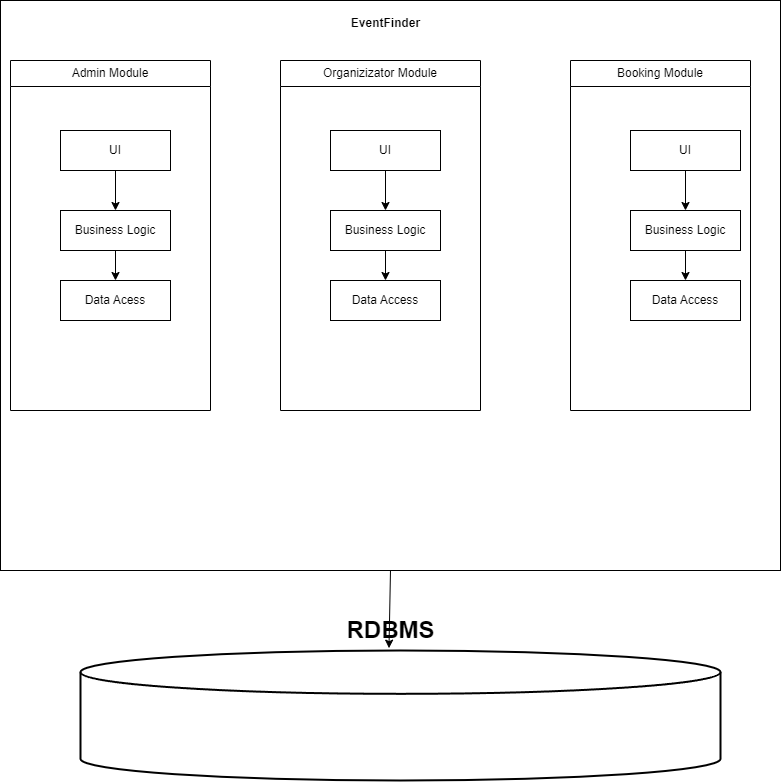 EventFinder
Admin Module
Organizizator Module
Booking Module
UI
UI
UI
Business Logic
Business Logic
Business Logic
Data Acess
Data Access
Data Access
RDBMS